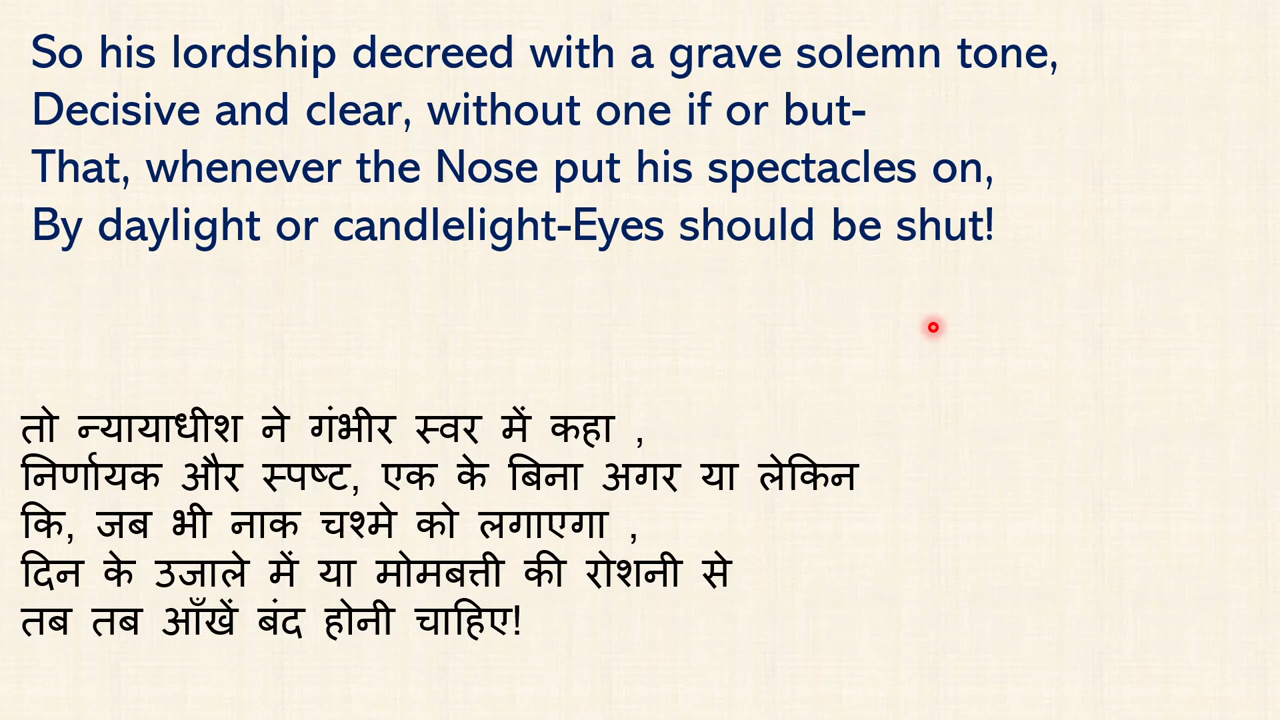 So his lordship decreed with a grave solemn tone,
Decisive and clear, without one if or but-
That, whenever the Nose put his spectacles on,
By daylight or candlelight-Eyes should be shut!
तो न्यायाधीश ने गंभीर स्वर में कहा ,
निर्णायक और स्पष्ट, एक के बिना अगर या लेकिन
कि, जब भी नाक चश्मे को लगाएगा ,
दिन के उजाले में या मोमबत्ती की रोशनी से
तब तब आँखें बंद होनी चाहिए!